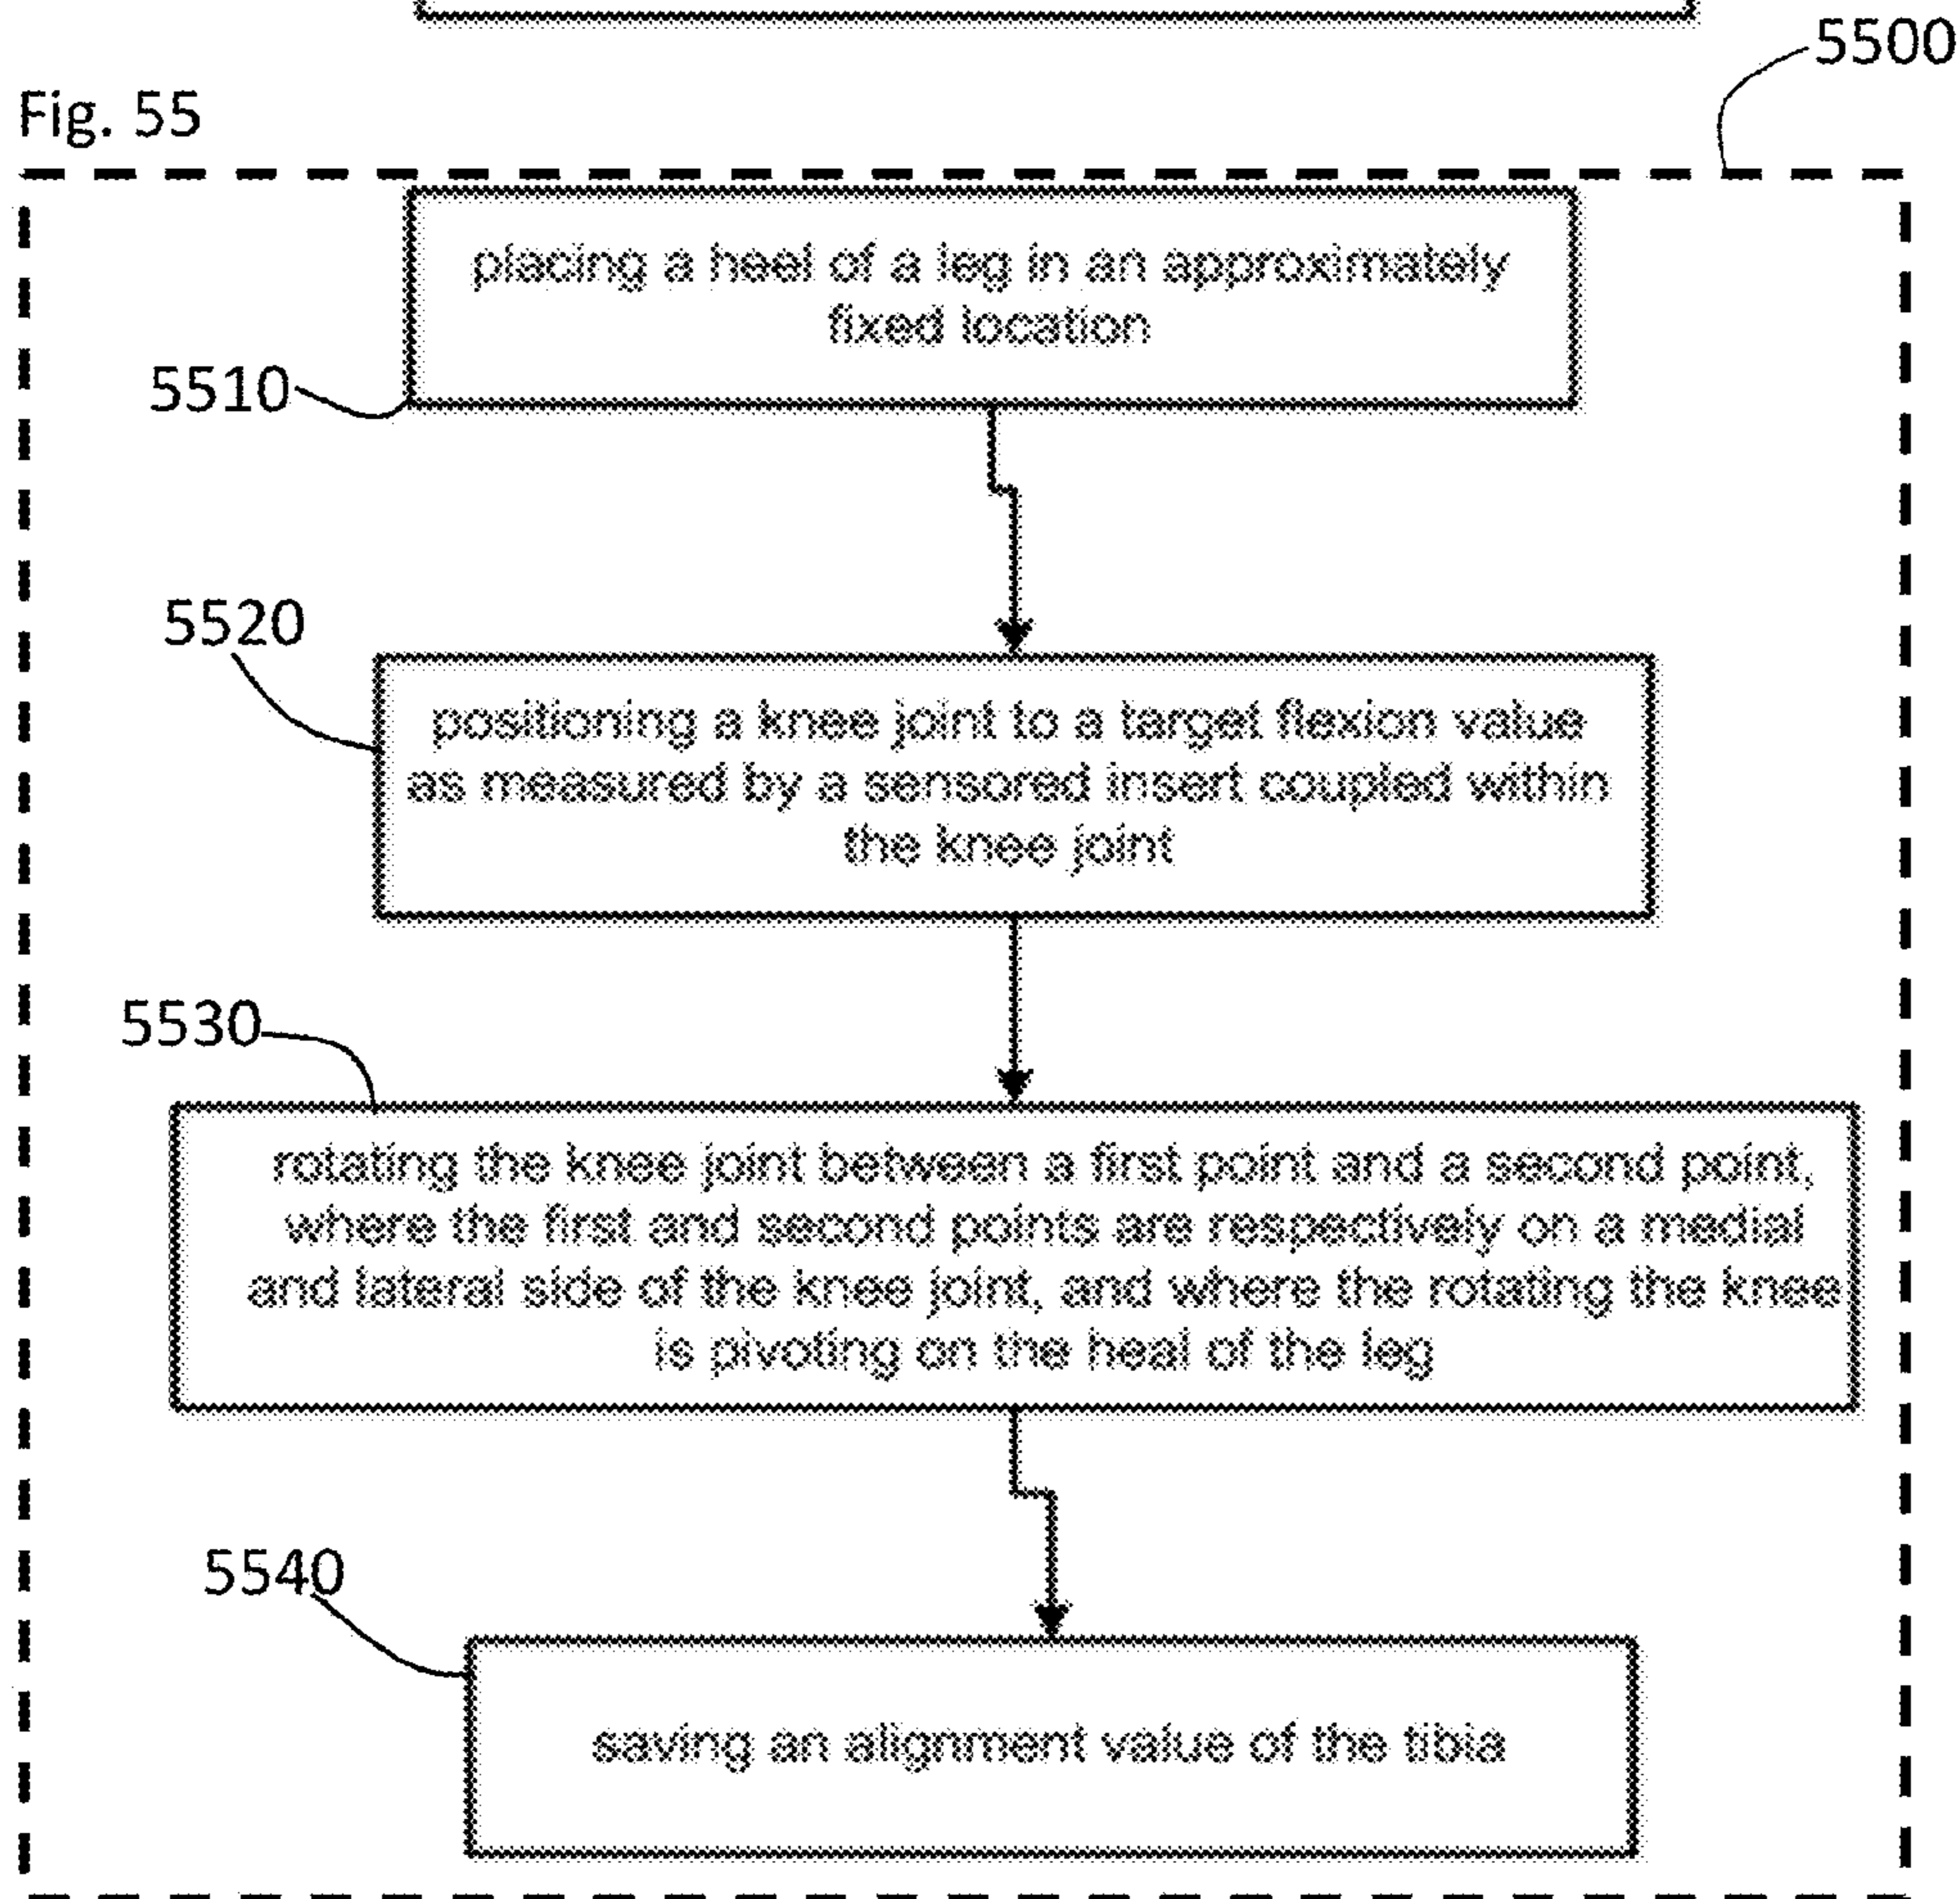 5500
Fig. 55
placing a heel of a leg in an approximately
fixed location
5510
5520
positioning a knee joint to a target flexion value
as measured by a sensored insert coupled within
the knee joint
5530
rotating the knee joint between a first point and a second point,
where the first and second points are respectively on a medial
and lateral side of the knee joint, and where the rotating the knee
is pivoting on the heal of the leg
5540
saving an alignment value of the tibia